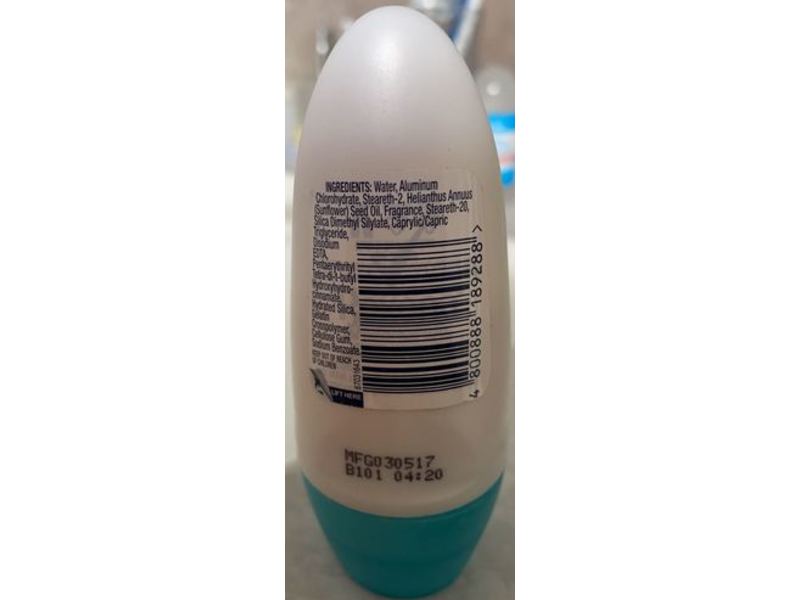 INGREDIENTS: Water, Aluminum
Chlorohydrate, Steareth-2, Helianthus Annuus
(Sunflower) Seed Oil, Fragrance, Steareth-20,
Silica Dimethyl Silylate, Caprylic/Capric
Triglyceride,
Disodium
EDTA,
Pentaerythrityl
Tetra-di-t-butyl
Hydroxyhydro-
cinnamate,
Hydrated Silica,
Gelatin
Crosspolymer,
Cellulose Gum,
Sodium Benzoate.
KEEP OUT OF REACH
OF CHILDREN
LIFT HERE
67031643
4 800888 189288 >
MFG030517
B101 04:20